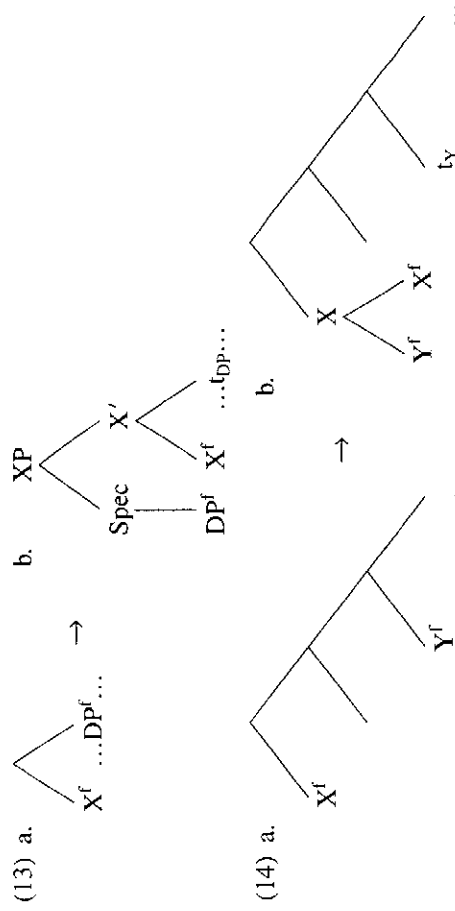 (13) a.
X^f ...DP^f...
→
b.
XP
Spec X′
DP^f X^f ...t_DP...
(14) a.
X^f
Y^f
→
b.
X
Y^f X^f
t_Y